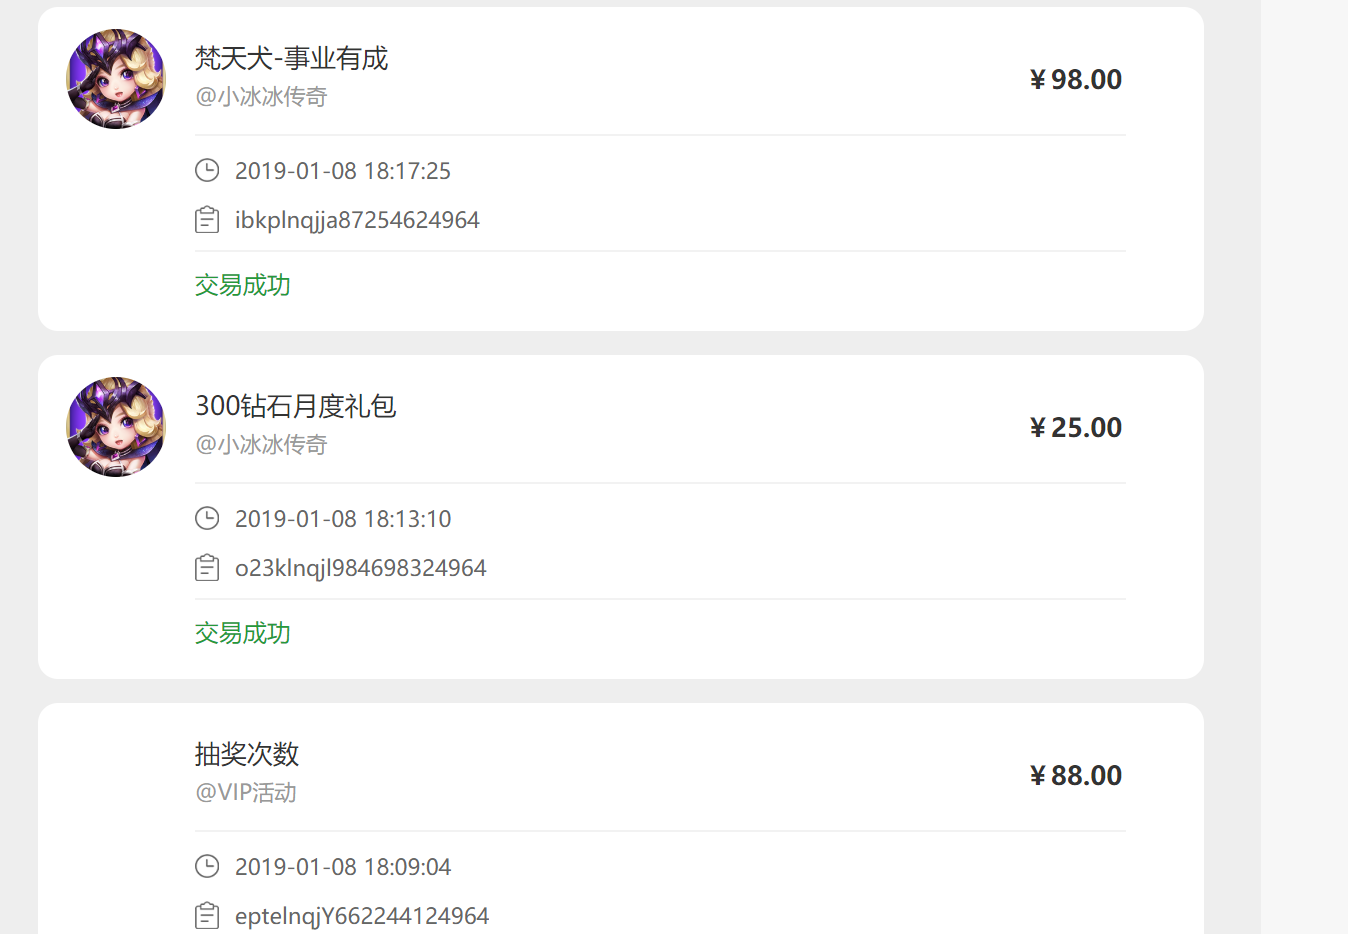 梵天犬-事业有成
@小冰冰传奇
¥98.00
2019-01-08 18:17:25
ibkplnqjja87254624964
交易成功
300钻石月度礼包
@小冰冰传奇
¥25.00
2019-01-08 18:13:10
o23klnqjl984698324964
交易成功
抽奖次数
@VIP活动
¥88.00
2019-01-08 18:09:04
eptelnqjY662244124964